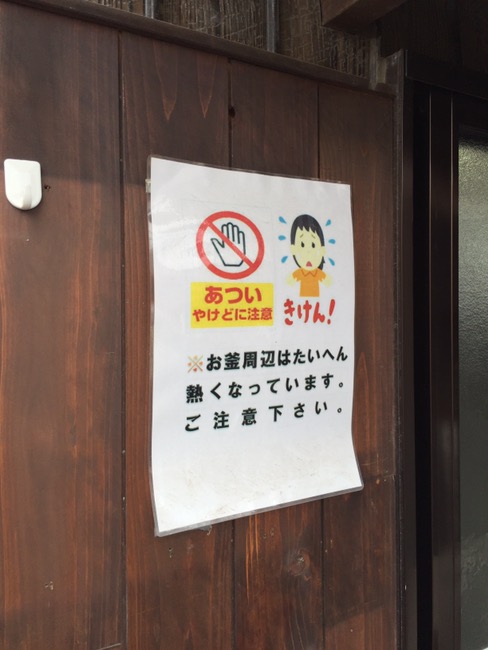 あつい
やけどに注意
きけん!
※お釜周辺はたいへん
熱くなっています。
ご注意下さい。